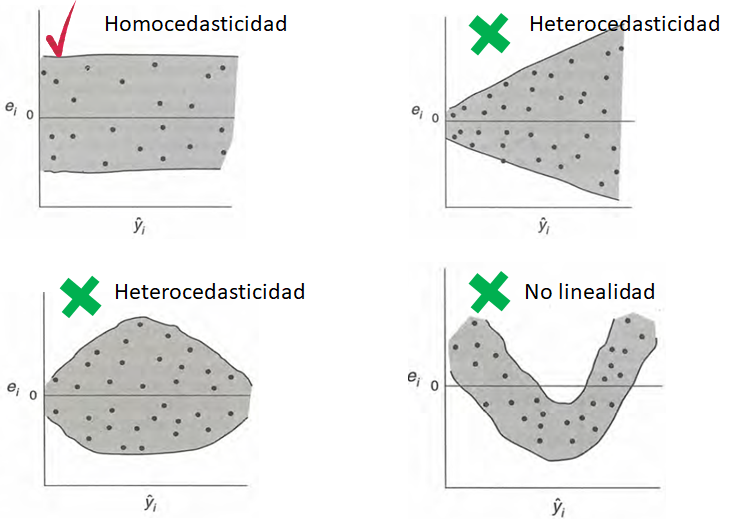 Homocedasticidad
e_i 0
ŷ_i
Heterocedasticidad
e_i 0
ŷ_i
Heterocedasticidad
e_i 0
ŷ_i
No linealidad
e_i 0
ŷ_i